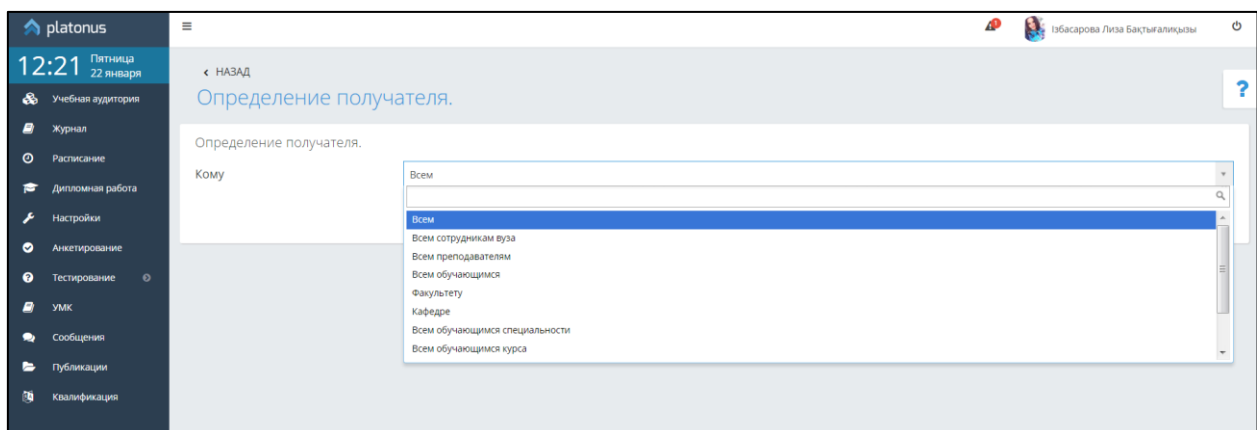 platonus
Ізбасарова Лиза Бақтығалиқызы
12:21 Пятница
22 января
НАЗАД
Определение получателя.
?
Учебная аудитория
Журнал
Расписание
Дипломная работа
Настройки
Анкетирование
Тестирование
УМК
Сообщения
Публикации
Квалификация
Определение получателя.
Кому
Всем
Всем
Всем сотрудникам вуза
Всем преподавателям
Всем обучающимся
Факультету
Кафедре
Всем обучающимся специальности
Всем обучающимся курса